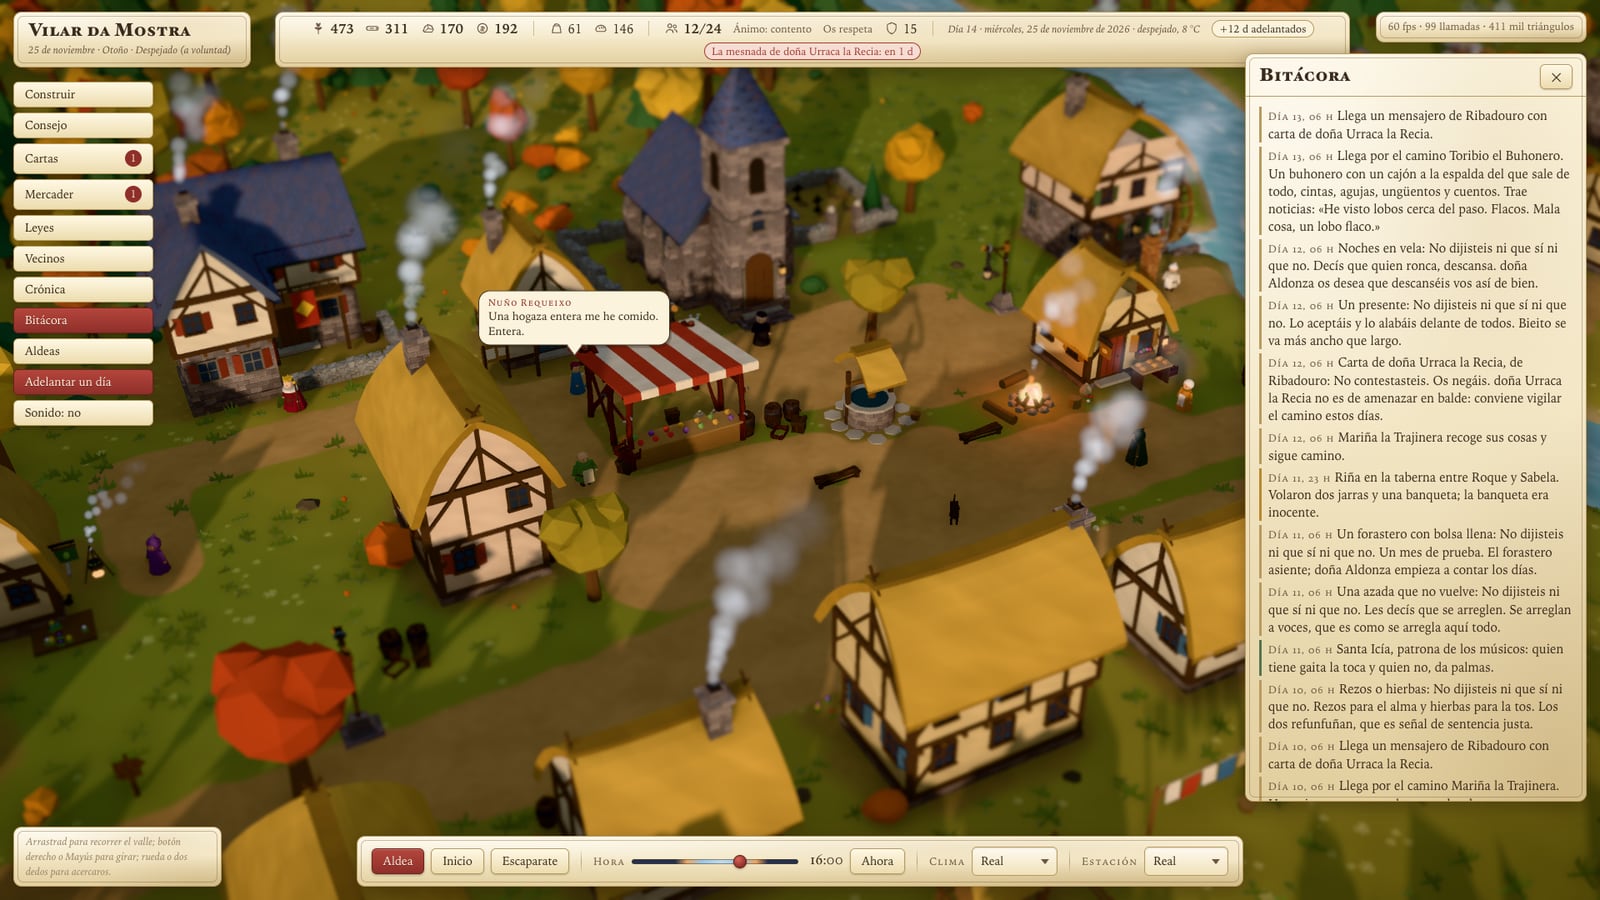 Vilar da Mostra
25 de noviembre · Otoño · Despejado (a voluntad)
473 311 170 192 61 146 12/24 Ánimo: contento Os respeta 15 Día 14 · miércoles, 25 de noviembre de 2026 · despejado, 8 °C +12 d adelantados
La mesnada de doña Urraca la Recia: en 1 d
60 fps · 99 llamadas · 411 mil triángulos
Construir
Consejo
Cartas 1
Mercader 1
Leyes
Vecinos
Crónica
Bitácora
Aldeas
Adelantar un día
Sonido: no
Nuño Requeixo
Una hogaza entera me he comido.
Entera.
Bitácora
Día 13, 06 h Llega un mensajero de Ribadouro con
carta de doña Urraca la Recia.
Día 13, 06 h Llega por el camino Toribio el Buhonero.
Un buhonero con un cajón a la espalda del que sale de
todo, cintas, agujas, ungüentos y cuentos. Trae
noticias: «He visto lobos cerca del paso. Flacos. Mala
cosa, un lobo flaco.»
Día 12, 06 h Noches en vela: No dijisteis ni que sí ni
que no. Decís que quien ronca, descansa. doña
Aldonza os desea que descanséis vos así de bien.
Día 12, 06 h Un presente: No dijisteis ni que sí ni que
no. Lo aceptáis y lo alabáis delante de todos. Bieito se
va más ancho que largo.
Día 12, 06 h Carta de doña Urraca la Recia, de
Ribadouro: No contestasteis. Os negáis. doña Urraca
la Recia no es de amenazar en balde: conviene vigilar
el camino estos días.
Día 12, 06 h Mariña la Trajinera recoge sus cosas y
sigue camino.
Día 11, 23 h Riña en la taberna entre Roque y Sabela.
Volaron dos jarras y una banqueta; la banqueta era
inocente.
Día 11, 06 h Un forastero con bolsa llena: No dijisteis
ni que sí ni que no. Un mes de prueba. El forastero
asiente; doña Aldonza empieza a contar los días.
Día 11, 06 h Una azada que no vuelve: No dijisteis ni
que sí ni que no. Les decís que se arreglen. Se arreglan
a voces, que es como se arregla aquí todo.
Día 11, 06 h Santa Icía, patrona de los músicos: quien
tiene gaita la toca y quien no, da palmas.
Día 10, 06 h Rezos o hierbas: No dijisteis ni que sí ni
que no. Rezos para el alma y hierbas para la tos. Los
dos refunfuñan, que es señal de sentencia justa.
Día 10, 06 h Llega un mensajero de Ribadouro con
carta de doña Urraca la Recia.
Día 10, 06 h Llega por el camino Mariña la Trajinera.
Arrastrad para recorrer el valle; botón
derecho o Mayús para girar; rueda o dos
dedos para acercaros.
Aldea Inicio Escaparate Hora 16:00 Ahora Clima Real Estación Real